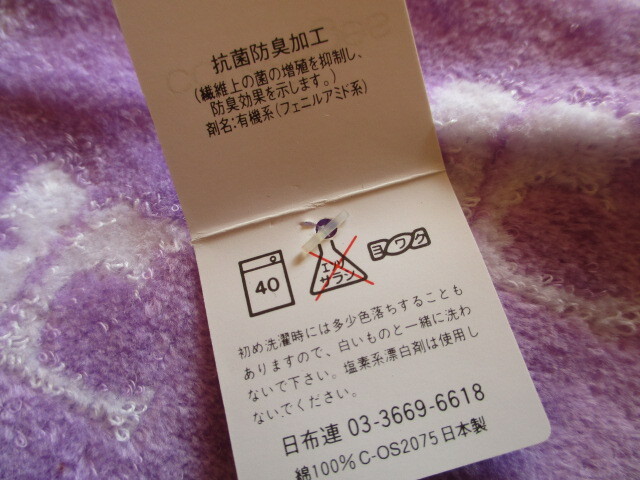 抗菌防臭加工
(繊維上の菌の増殖を抑制し、
防臭効果を示します。)
剤名:有機系(フェニルアミド系)
40
エンソ
サラシ
ヨワク
初め洗濯時には多少色落ちすることも
ありますので、白いものと一緒に洗わ
ないで下さい。塩素系漂白剤は使用し
ないでください。
日布連 03-3669-6618
綿100% C-OS2075 日本製